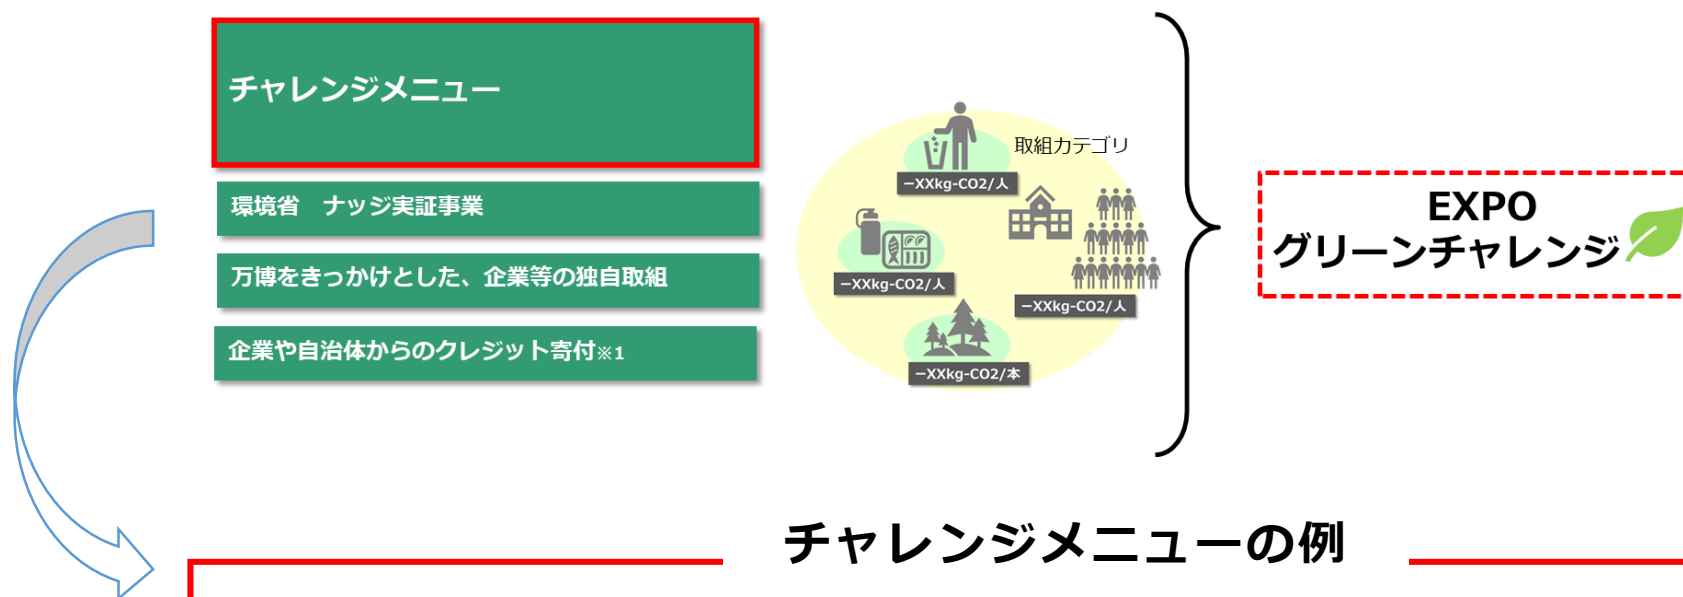 チャレンジメニュー
環境省　ナッジ実証事業
万博をきっかけとした、企業等の独自取組
企業や自治体からのクレジット寄付※1
取組カテゴリ
−XXkg-CO2/人
−XXkg-CO2/人
−XXkg-CO2/人
−XXkg-CO2/本
EXPO
グリーンチャレンジ
チャレンジメニューの例